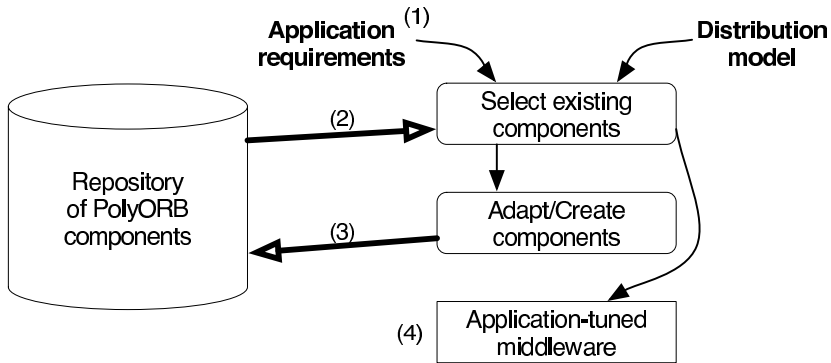 (1)
Application
requirements
Distribution
model
Select existing
components
(2)
Repository
of PolyORB
components
Adapt/Create
components
(3)
(4)
Application-tuned
middleware